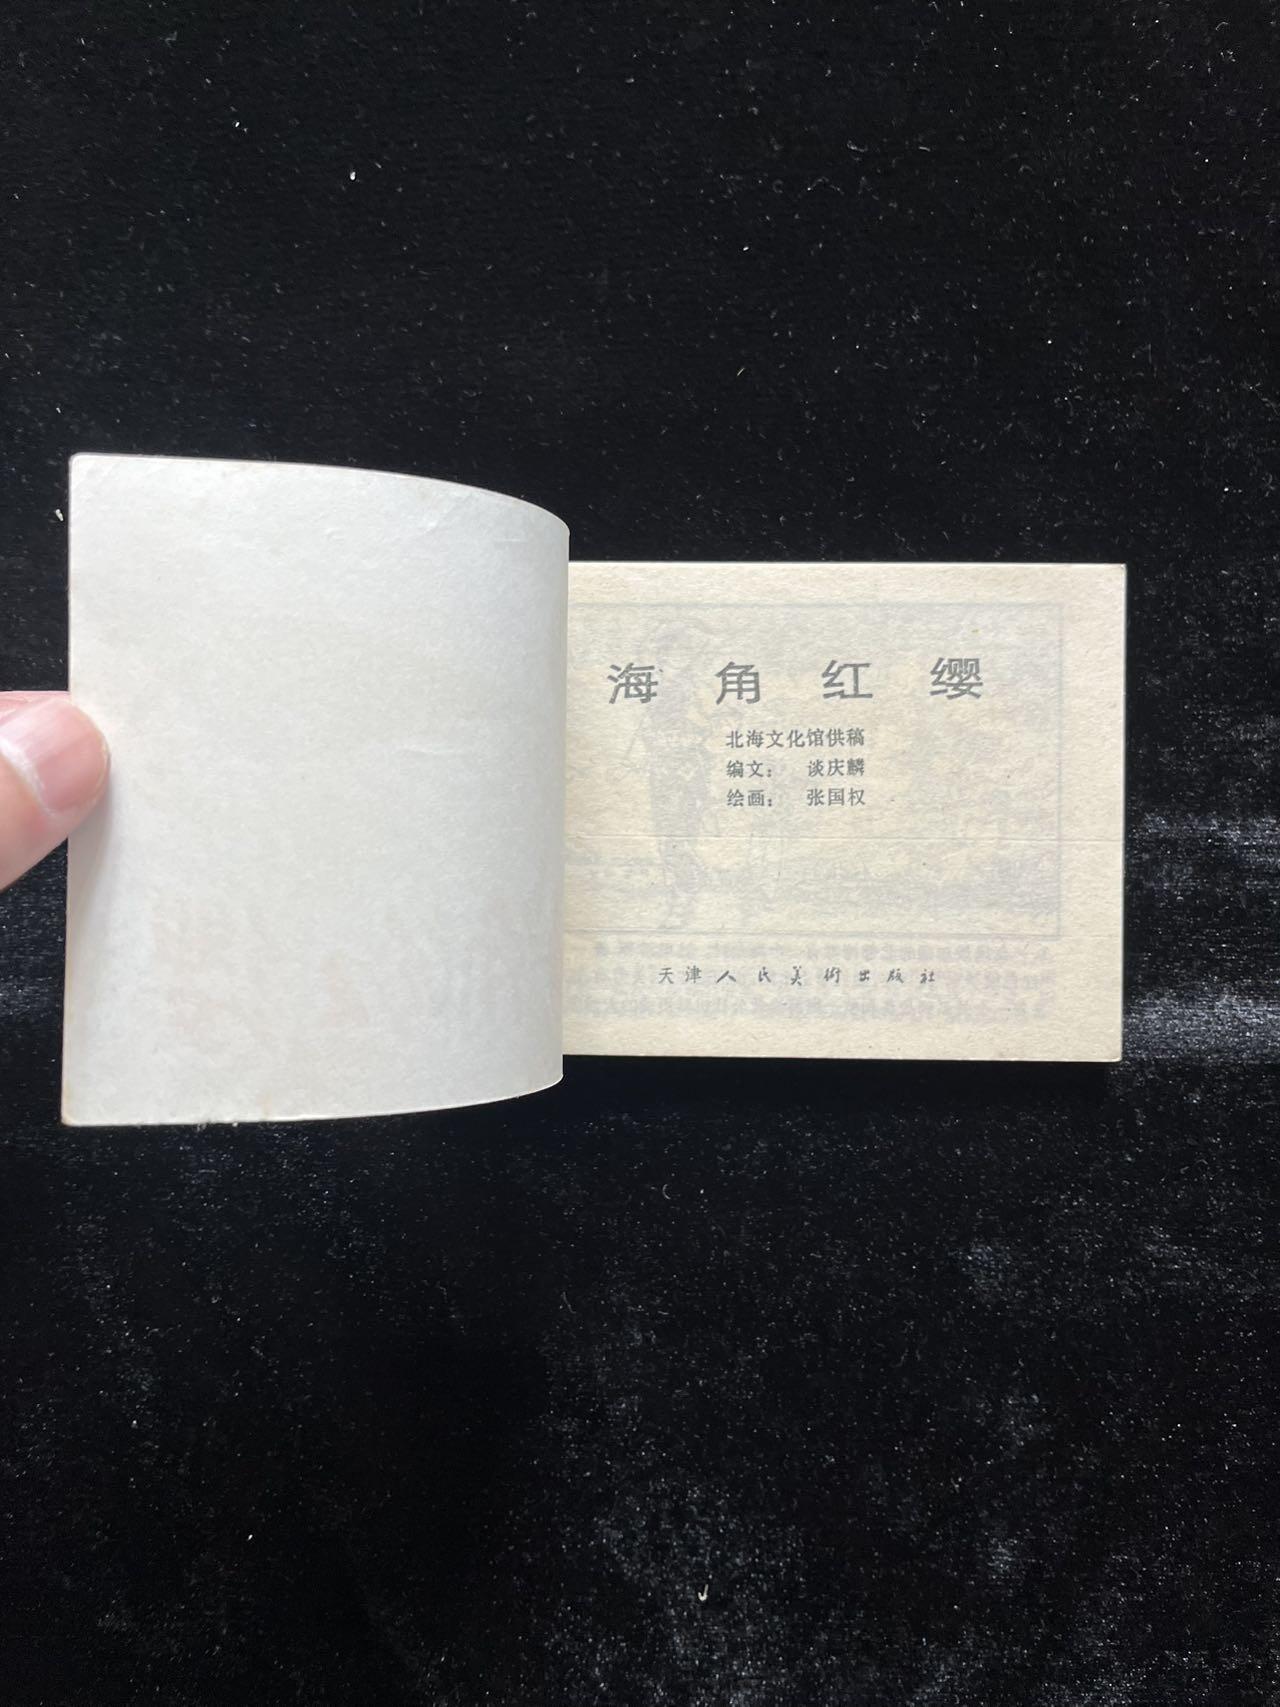 海角红缨
北海文化馆供稿
编文： 谈庆麟
绘画： 张国权
天津人民美術出版社